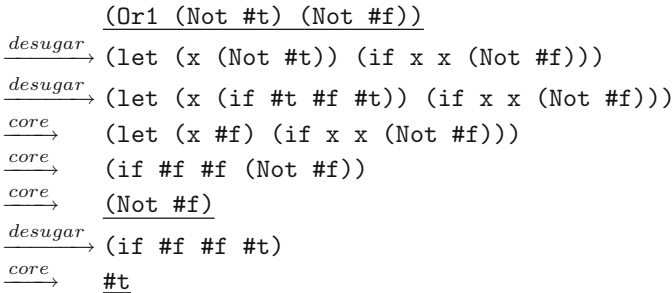 (Or1 (Not #t) (Not #f))
desugar→ (let (x (Not #t)) (if x x (Not #f)))
desugar→ (let (x (if #t #f #t)) (if x x (Not #f)))
core→ (let (x #f) (if x x (Not #f)))
core→ (if #f #f (Not #f))
core→ (Not #f)
desugar→ (if #f #f #t)
core→ #t